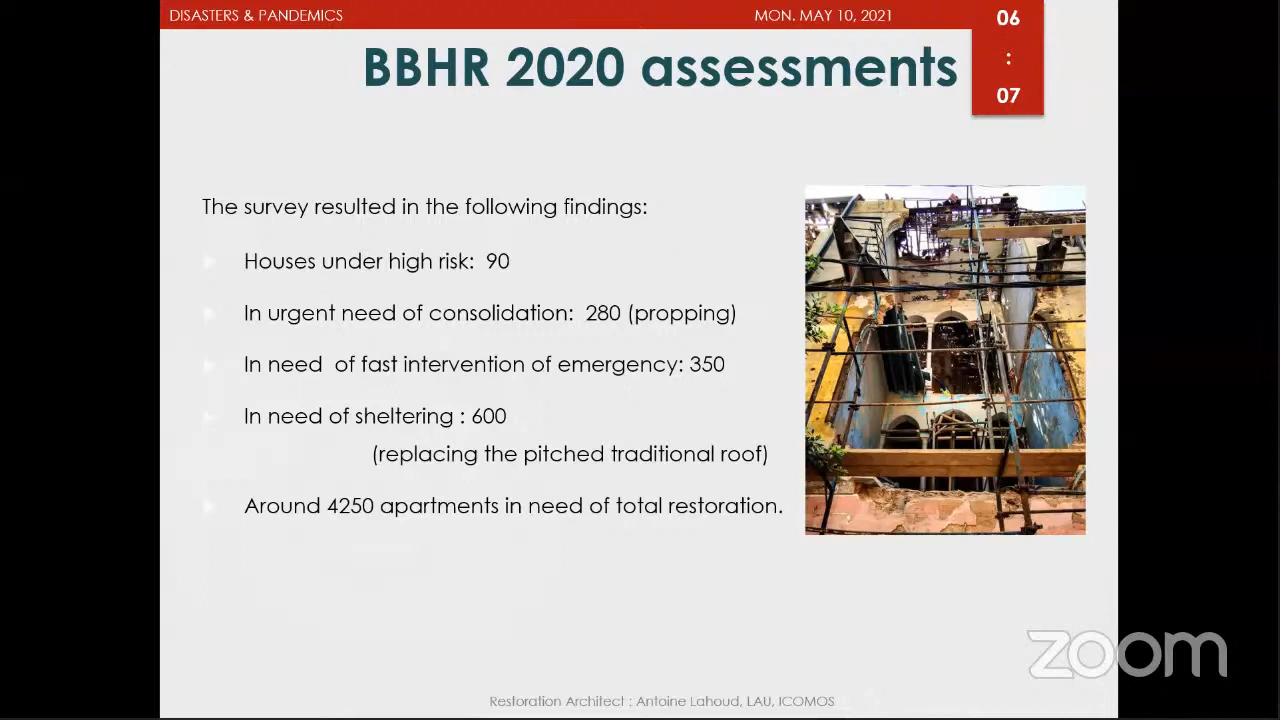 DISASTERS & PANDEMICS
MON. MAY 10, 2021
06
:
07
BBHR 2020 assessments
The survey resulted in the following findings:
Houses under high risk: 90
In urgent need of consolidation: 280 (propping)
In need of fast intervention of emergency: 350
In need of sheltering : 600
(replacing the pitched traditional roof)
Around 4250 apartments in need of total restoration.
zoom
Restoration Architect : Antoine Lahoud, LAU, ICOMOS